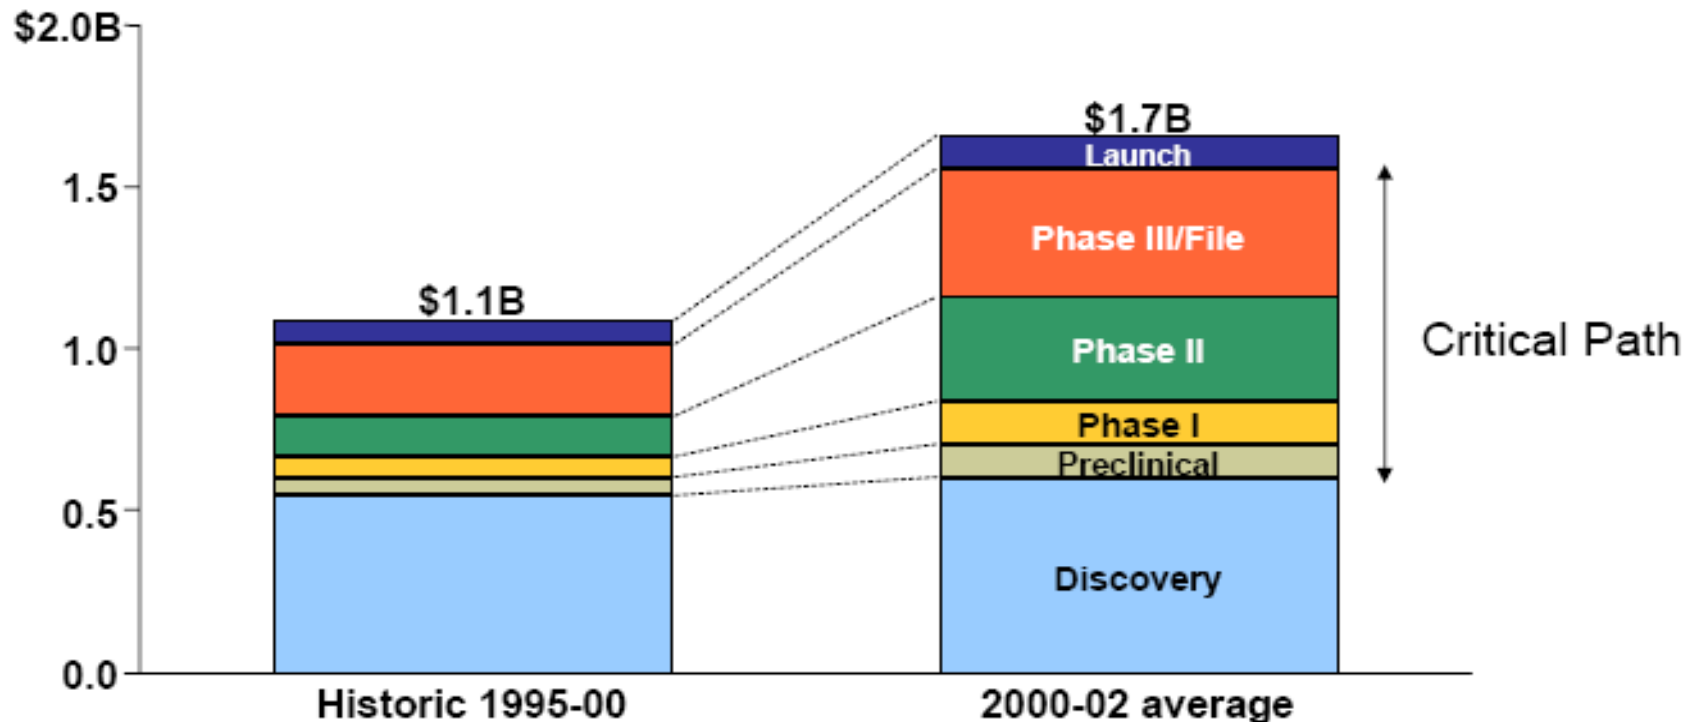 $2.0B
$1.7B
Launch
1.5
Phase III/File
$1.1B
Critical Path
1.0
Phase II
Phase I
Preclinical
0.5
Discovery
0.0
Historic 1995-00
2000-02 average